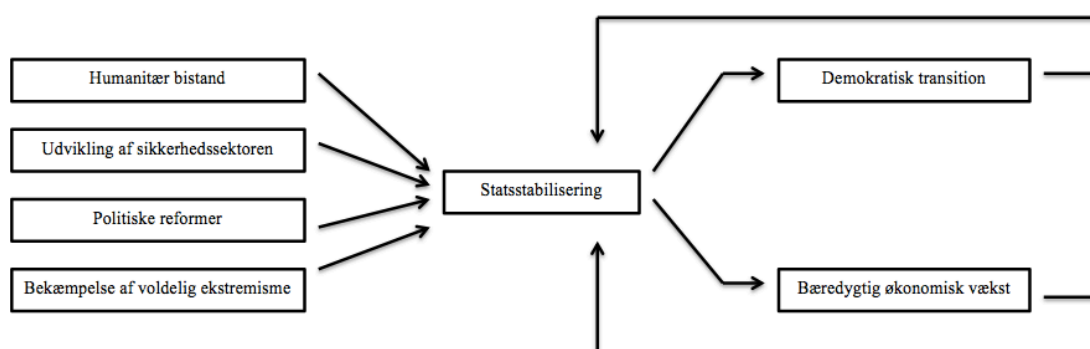 Humanitær bistand
Udvikling af sikkerhedssektoren
Politiske reformer
Bekæmpelse af voldelig ekstremisme
Statsstabilisering
Demokratisk transition
Bæredygtig økonomisk vækst